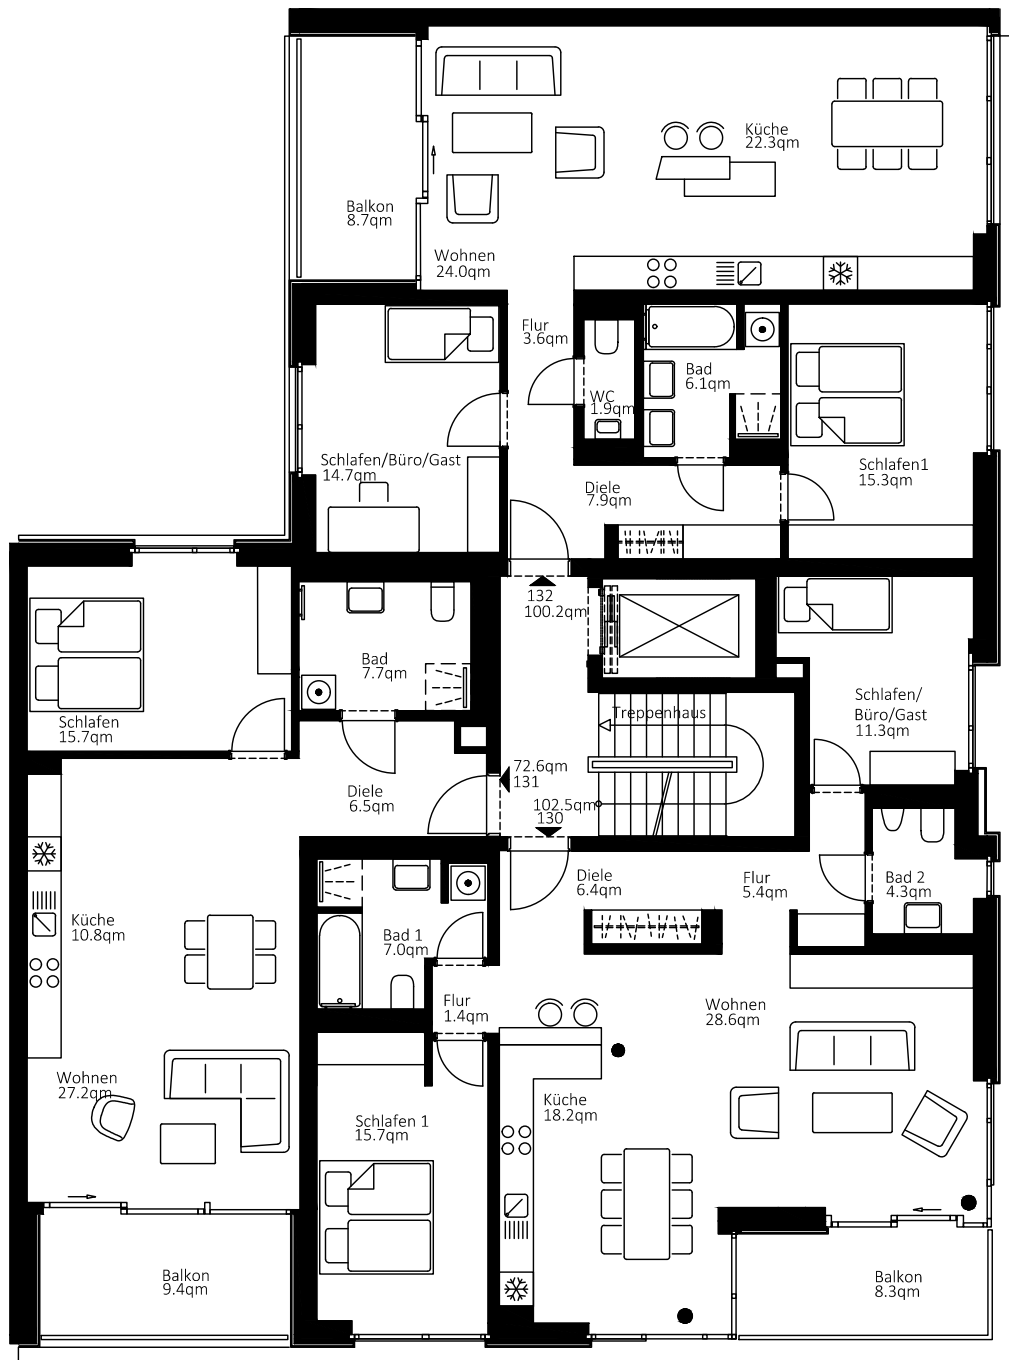 Küche
22.3qm
Balkon
8.7qm
Wohnen
24.0qm
Flur
3.6qm
Bad
6.1qm
WC
1.9qm
Schlafen/Büro/Gast
14.7qm
Schlafen1
15.3qm
Diele
7.9qm
132
100.2qm
Bad
7.7qm
Schlafen
15.7qm
Treppenhaus
Schlafen/
Büro/Gast
11.3qm
72.6qm
131
Diele
6.5qm
102.5qm
130
Diele
6.4qm
Flur
5.4qm
Bad 2
4.3qm
Küche
10.8qm
Bad 1
7.0qm
Flur
1.4qm
Wohnen
28.6qm
Wohnen
27.2qm
Küche
18.2qm
Schlafen 1
15.7qm
Balkon
9.4qm
Balkon
8.3qm